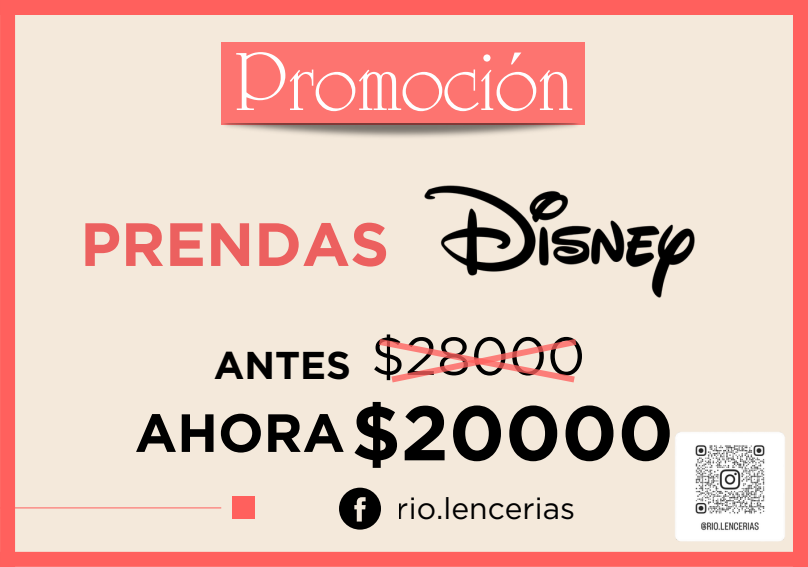 Promoción
PRENDAS Disney
ANTES $28000
AHORA $20000
rio.lencerias
@RIO.LENCERIAS